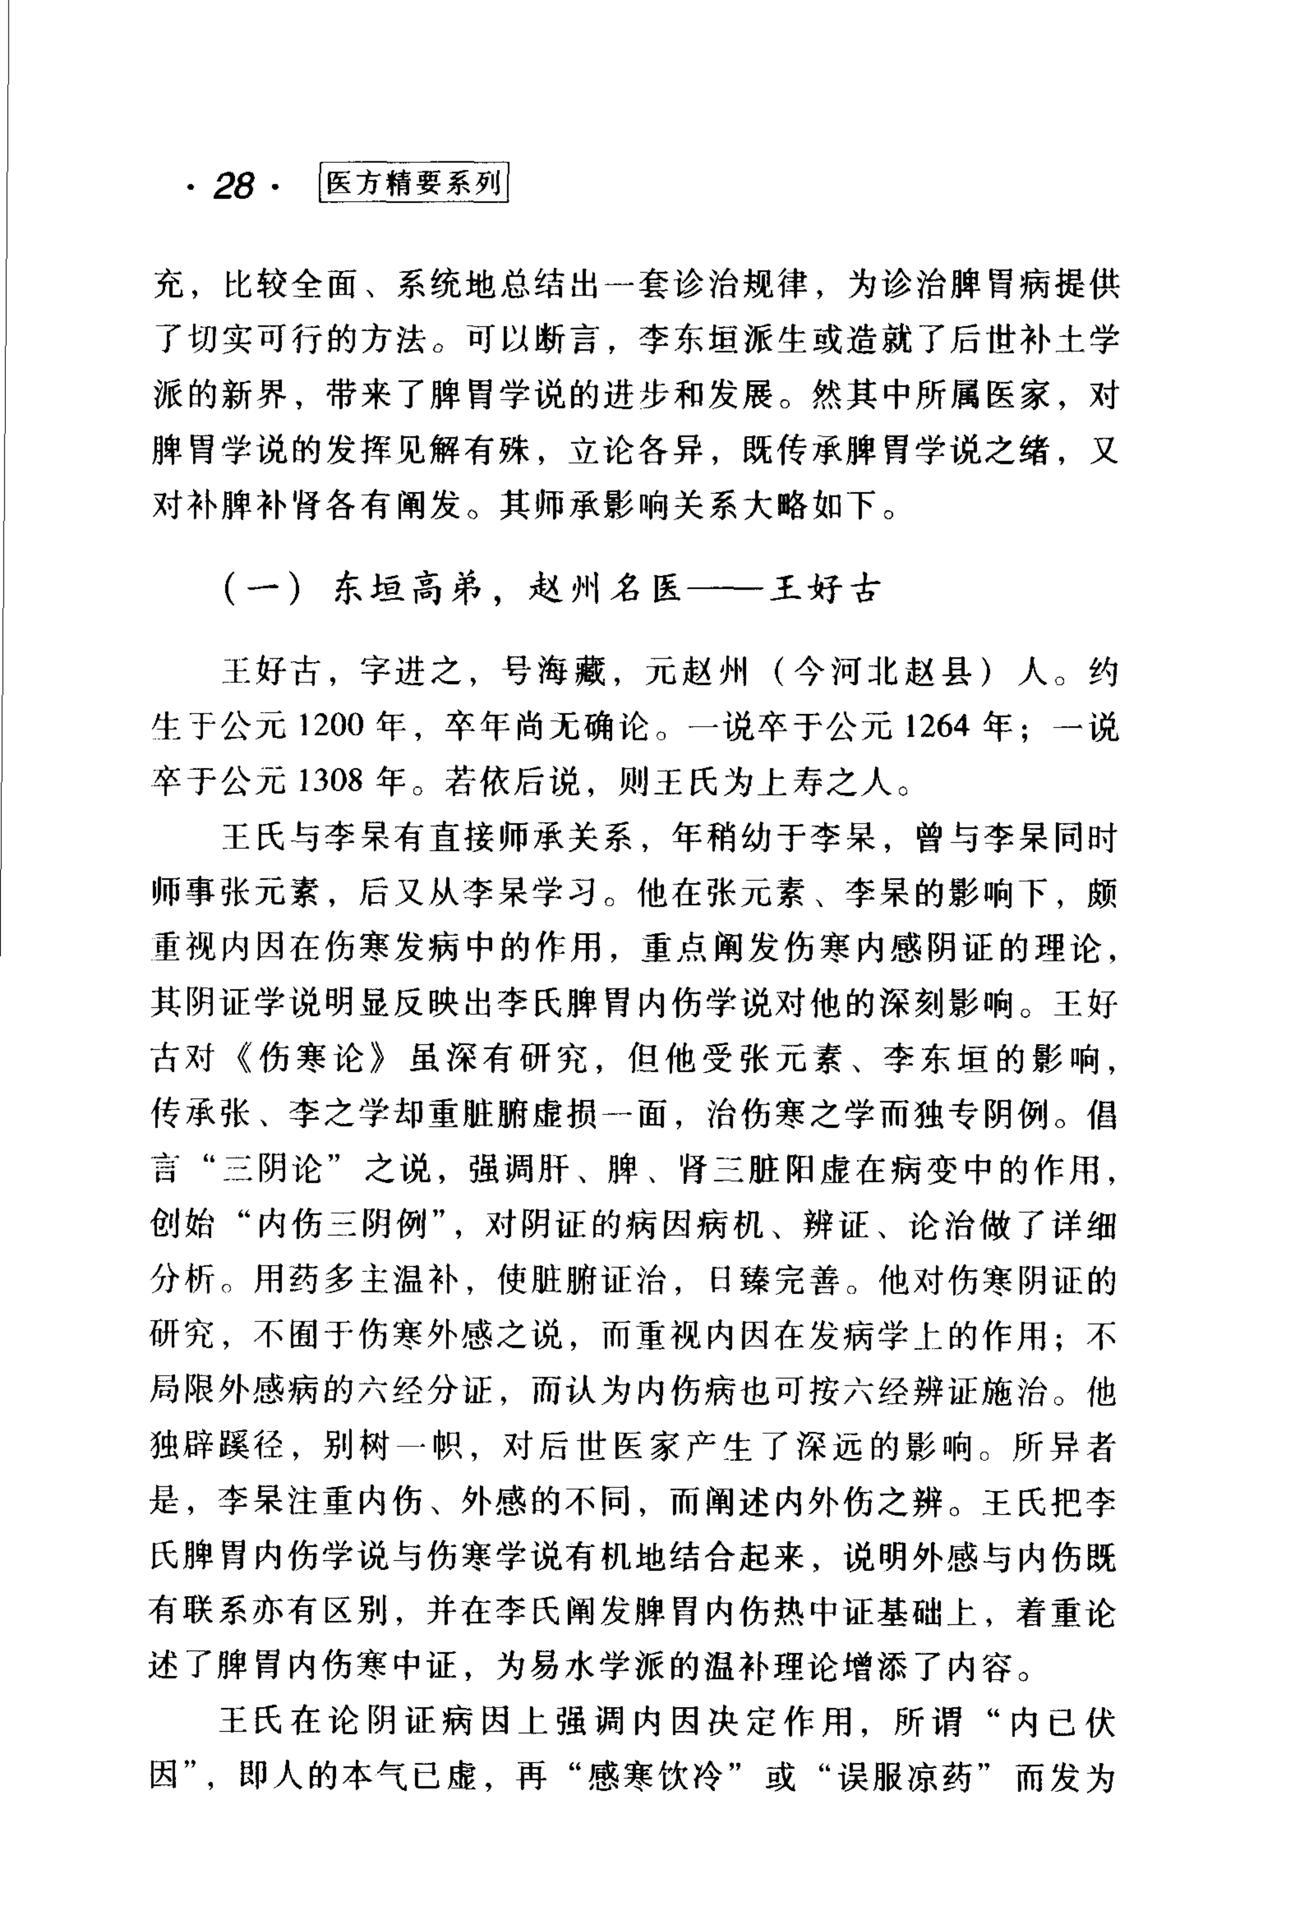 · 28 · 医方精要系列
充，比较全面、系统地总结出一套诊治规律，为诊治脾胃病提供
了切实可行的方法。可以断言，李东垣派生或造就了后世补土学
派的新界，带来了脾胃学说的进步和发展。然其中所属医家，对
脾胃学说的发挥见解有殊，立论各异，既传承脾胃学说之绪，又
对补脾补肾各有阐发。其师承影响关系大略如下。
（一） 东垣高弟，赵州名医——王好古
王好古，字进之，号海藏，元赵州（今河北赵县）人。约
生于公元 1200 年，卒年尚无确论。一说卒于公元 1264 年；一说
卒于公元 1308 年。若依后说，则王氏为上寿之人。
王氏与李杲有直接师承关系，年稍幼于李杲，曾与李杲同时
师事张元素，后又从李杲学习。他在张元素、李杲的影响下，颇
重视内因在伤寒发病中的作用，重点阐发伤寒内感阴证的理论，
其阴证学说明显反映出李氏脾胃内伤学说对他的深刻影响。王好
古对《伤寒论》虽深有研究，但他受张元素、李东垣的影响，
传承张、李之学却重脏腑虚损一面，治伤寒之学而独专阴例。倡
言“三阴论”之说，强调肝、脾、肾三脏阳虚在病变中的作用，
创始“内伤三阴例”，对阴证的病因病机、辨证、论治做了详细
分析。用药多主温补，使脏腑证治，日臻完善。他对伤寒阴证的
研究，不囿于伤寒外感之说，而重视内因在发病学上的作用；不
局限外感病的六经分证，而认为内伤病也可按六经辨证施治。他
独辟蹊径，别树一帜，对后世医家产生了深远的影响。所异者
是，李杲注重内伤、外感的不同，而阐述内外伤之辨。王氏把李
氏脾胃内伤学说与伤寒学说有机地结合起来，说明外感与内伤既
有联系亦有区别，并在李氏阐发脾胃内伤热中证基础上，着重论
述了脾胃内伤寒中证，为易水学派的温补理论增添了内容。
王氏在论阴证病因上强调内因决定作用，所谓“内已伏
因”，即人的本气已虚，再“感寒饮冷”或“误服凉药”而发为